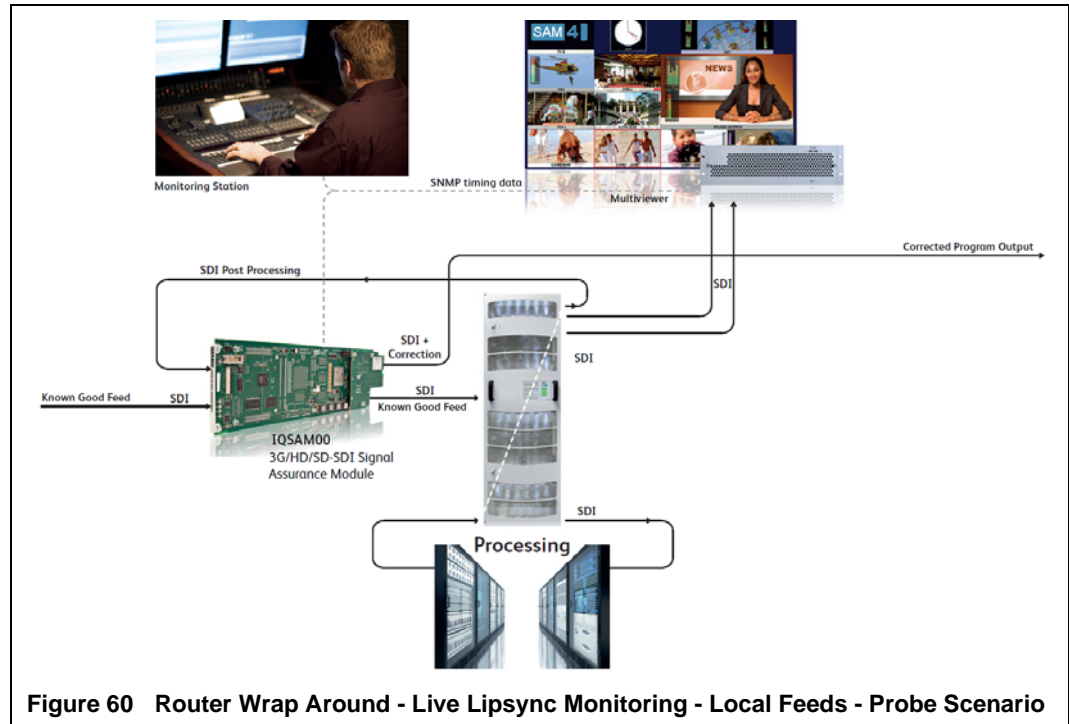 SAM 4
NEWS
Monitoring Station
SNMP timing data
Multiviewer
Corrected Program Output
SDI Post Processing
SDI
SDI +
Correction
SDI
Known Good Feed
SDI
SDI
Known Good Feed
IQSAM00
3G/HD/SD-SDI Signal
Assurance Module
SDI
Processing
Figure 60 Router Wrap Around - Live Lipsync Monitoring - Local Feeds - Probe Scenario